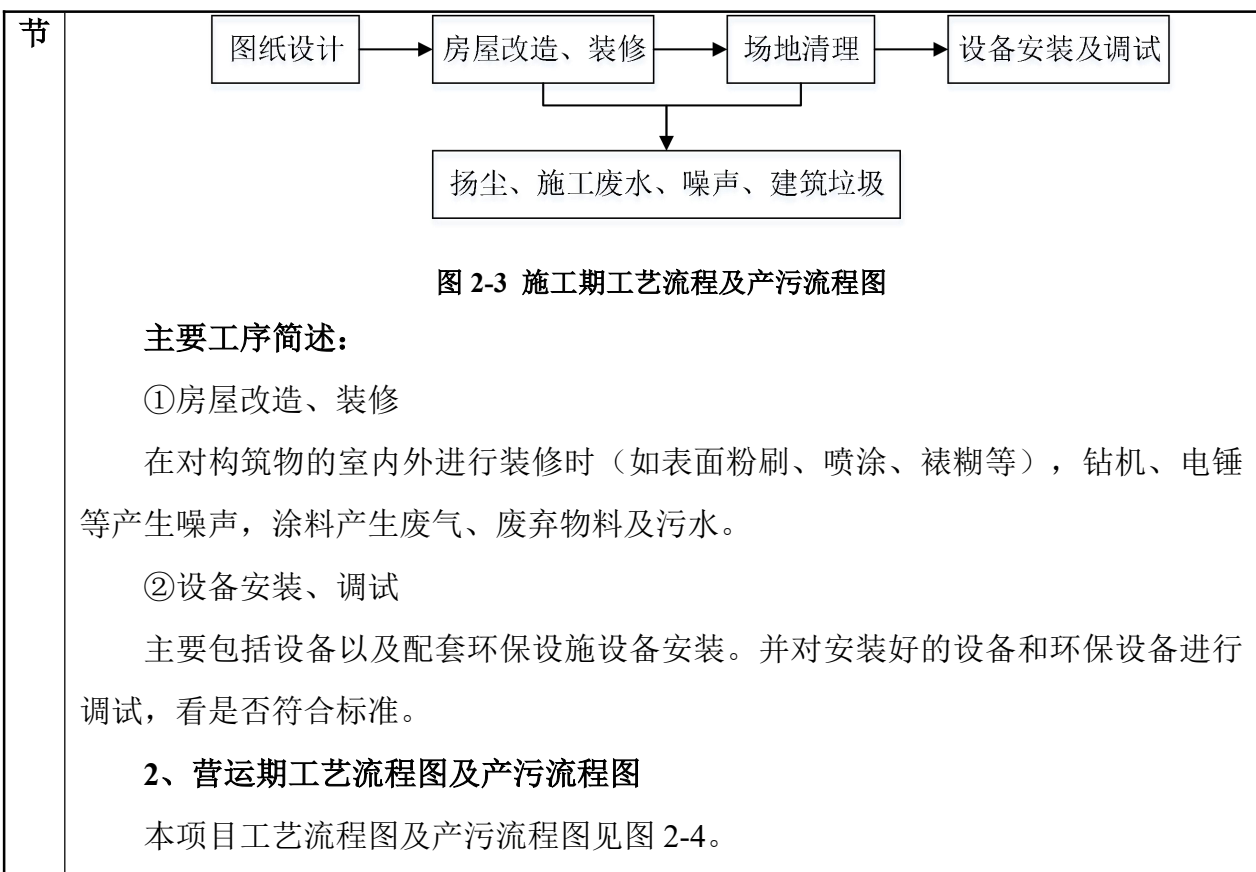 节
图纸设计
房屋改造、装修
场地清理
设备安装及调试
扬尘、施工废水、噪声、建筑垃圾
图 2-3 施工期工艺流程及产污流程图
主要工序简述：
①房屋改造、装修
在对构筑物的室内外进行装修时（如表面粉刷、喷涂、裱糊等），钻机、电锤
等产生噪声，涂料产生废气、废弃物料及污水。
②设备安装、调试
主要包括设备以及配套环保设施设备安装。并对安装好的设备和环保设备进行
调试，看是否符合标准。
2、营运期工艺流程图及产污流程图
本项目工艺流程图及产污流程图见图 2-4。